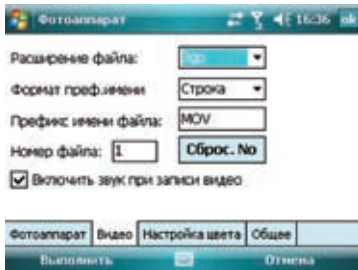 Фотоаппарат 16:36 ok
Расширение файла: 3gp
Формат преф.имени Строка
Префикс имени файла: MOV
Номер файла: 1 Сброс. No
Включить звук при записи видео
Фотоаппарат Видео Настройка цвета Общее
Выполнить Отмена